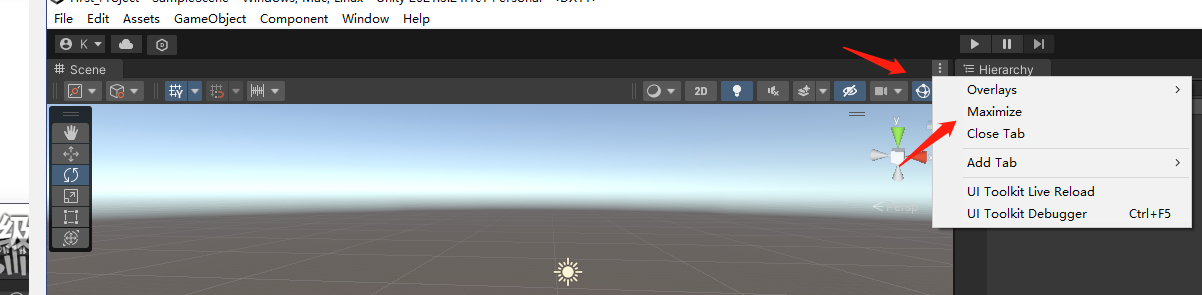 File Edit Assets GameObject Component Window Help
K
Scene
Hierarchy
2D
Overlays
Maximize
Close Tab
Add Tab
UI Toolkit Live Reload
UI Toolkit Debugger Ctrl+F5
y
Persp
级